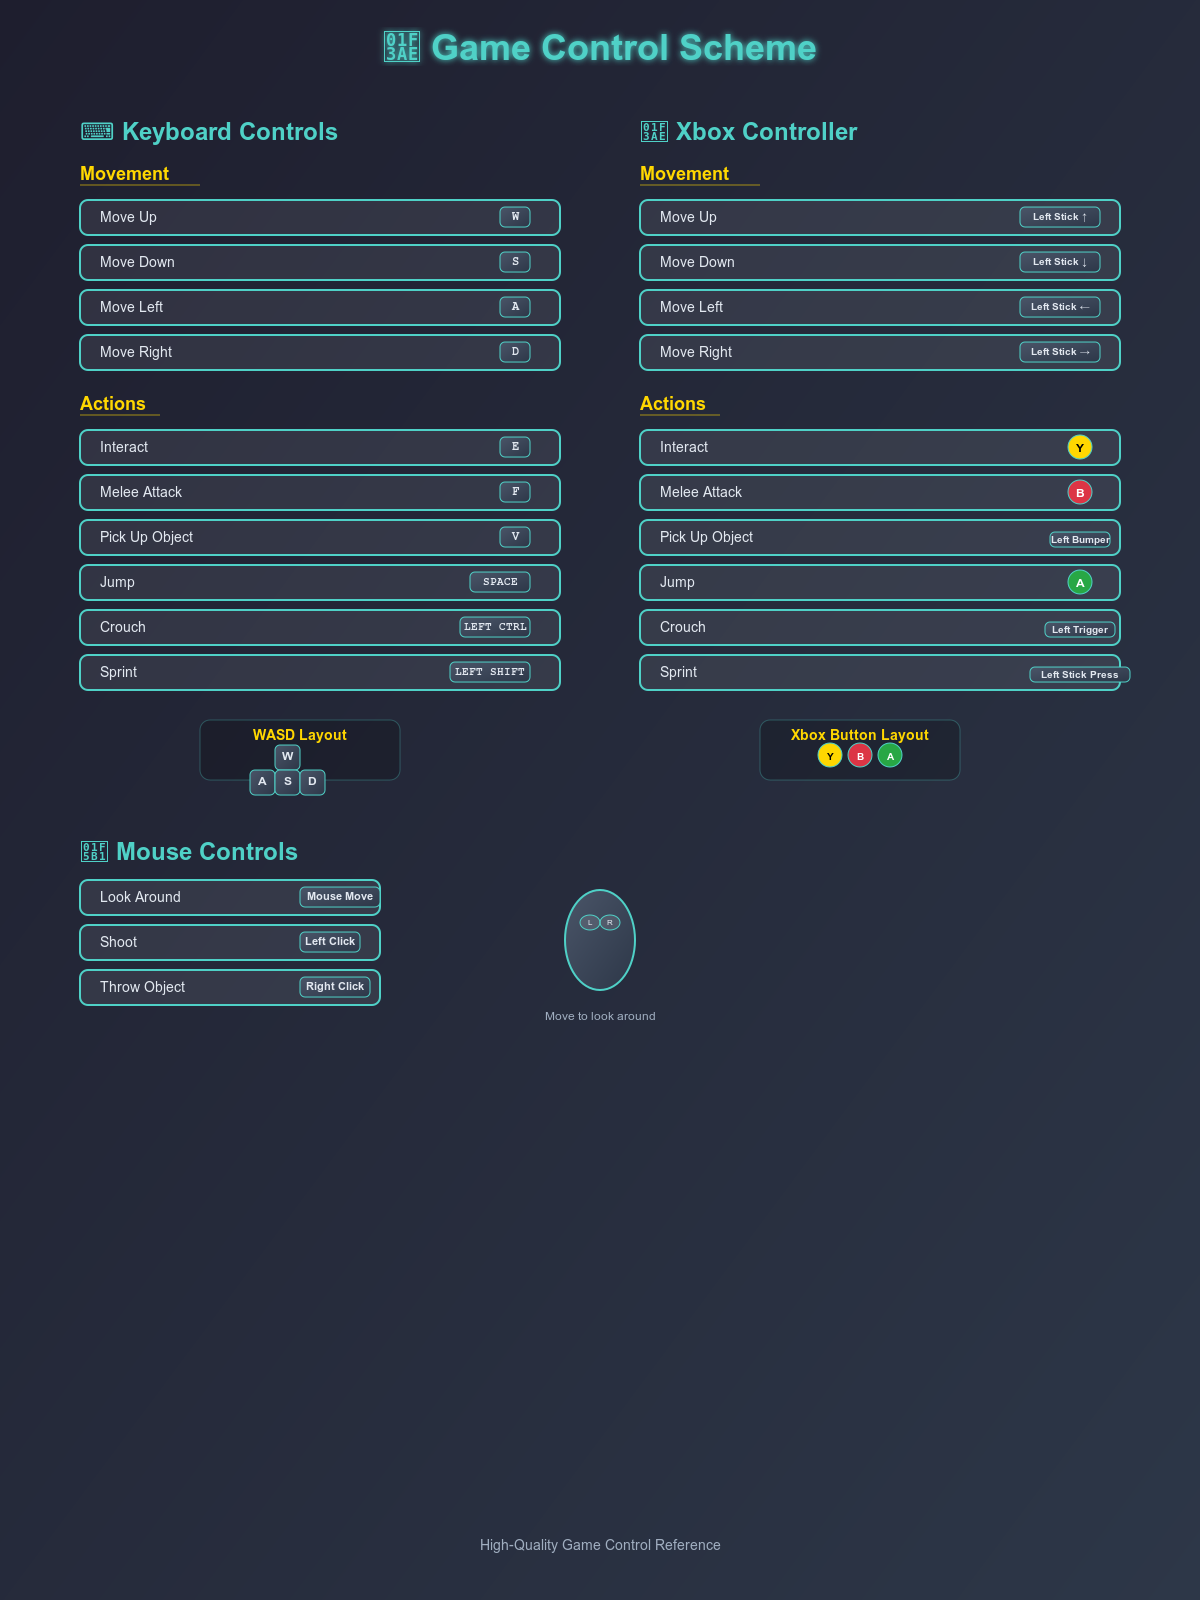 Game Control Scheme
⌨ Keyboard Controls
Movement
Move Up W
Move Down S
Move Left A
Move Right D
Actions
Interact E
Melee Attack F
Pick Up Object V
Jump SPACE
Crouch LEFT CTRL
Sprint LEFT SHIFT
WASD Layout
W
A S D
Xbox Controller
Movement
Move Up Left Stick ↑
Move Down Left Stick ↓
Move Left Left Stick ←
Move Right Left Stick →
Actions
Interact Y
Melee Attack B
Pick Up Object Left Bumper
Jump A
Crouch Left Trigger
Sprint Left Stick Press
Xbox Button Layout
Y B A
Mouse Controls
Look Around Mouse Move
Shoot Left Click
Throw Object Right Click
L R
Move to look around
High-Quality Game Control Reference